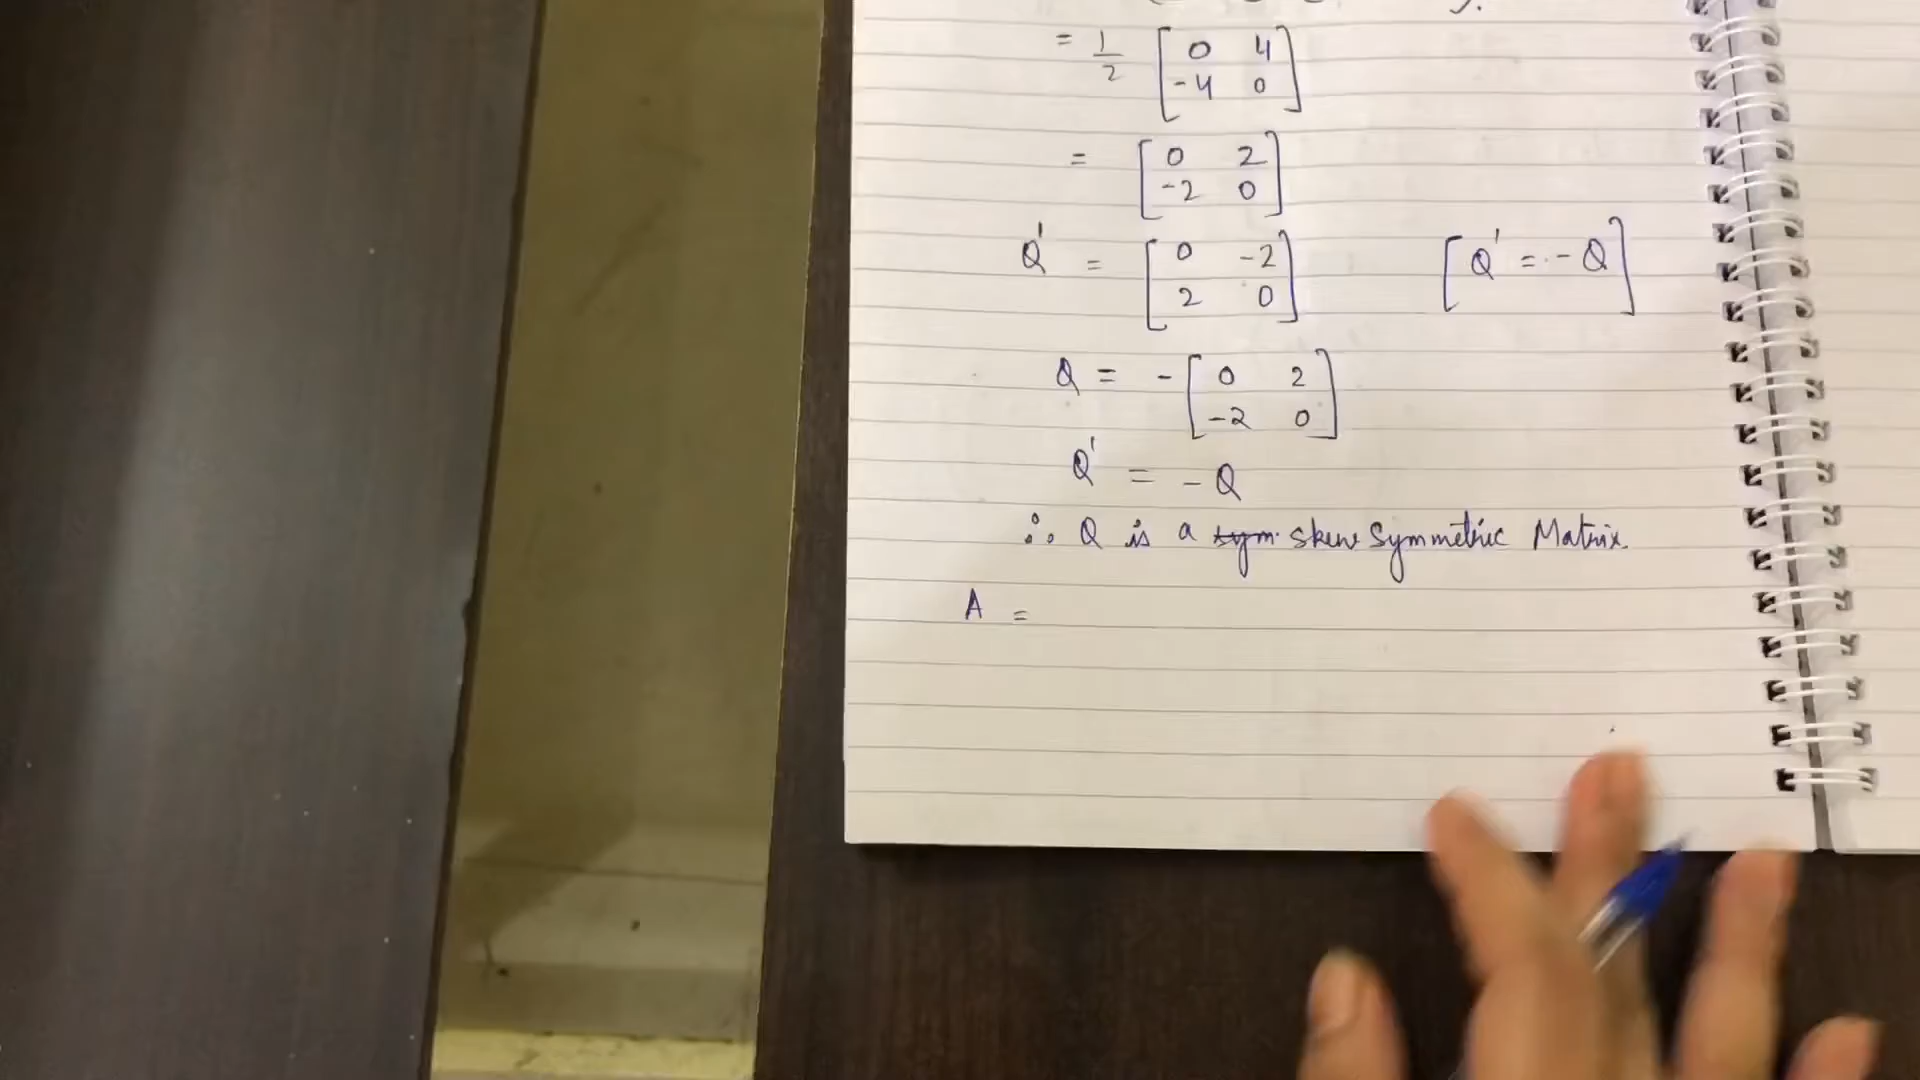 = 1/2 [0 4
-4 0]
= [0 2
-2 0]
Q' = [0 -2
2 0] [Q' = - Q]
Q = - [0 2
-2 0]
Q' = - Q
∴ Q is a sym. skew Symmetric Matrix.
A =